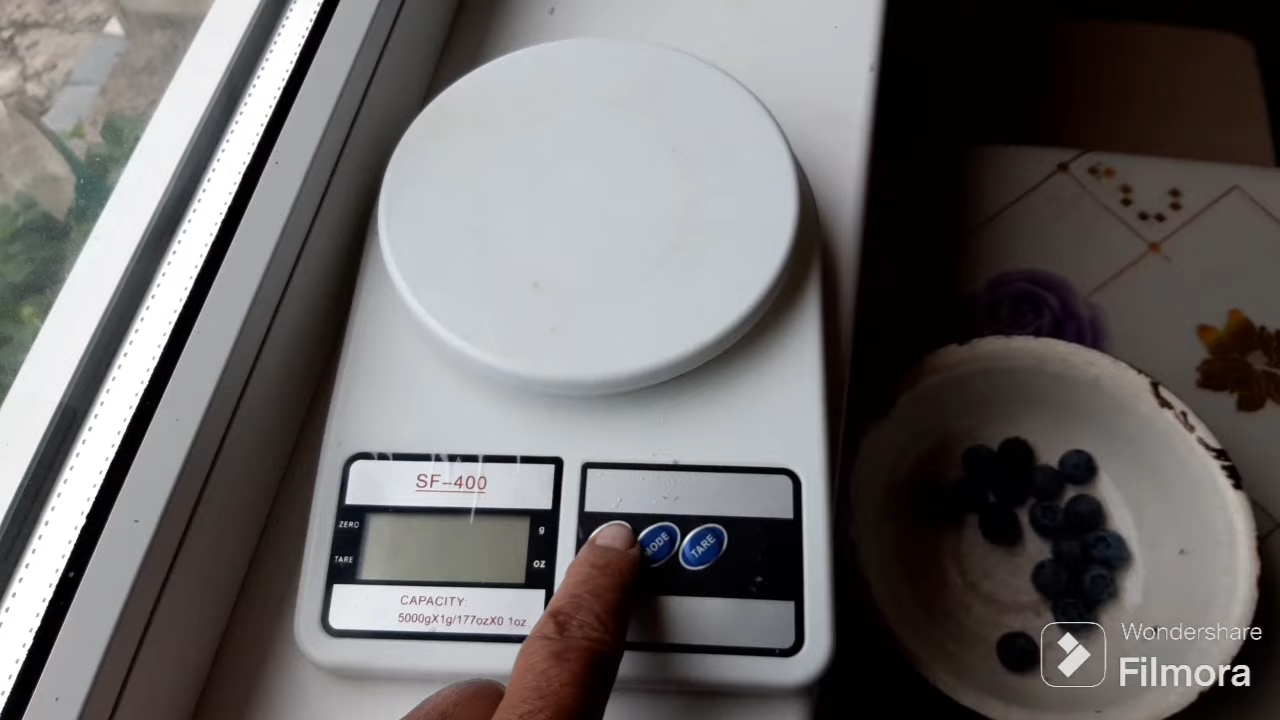 SF-400
ZERO
g
TARE
oz
CAPACITY:
5000gX1g/177ozX0.1oz
MODE
TARE
Wondershare
Filmora